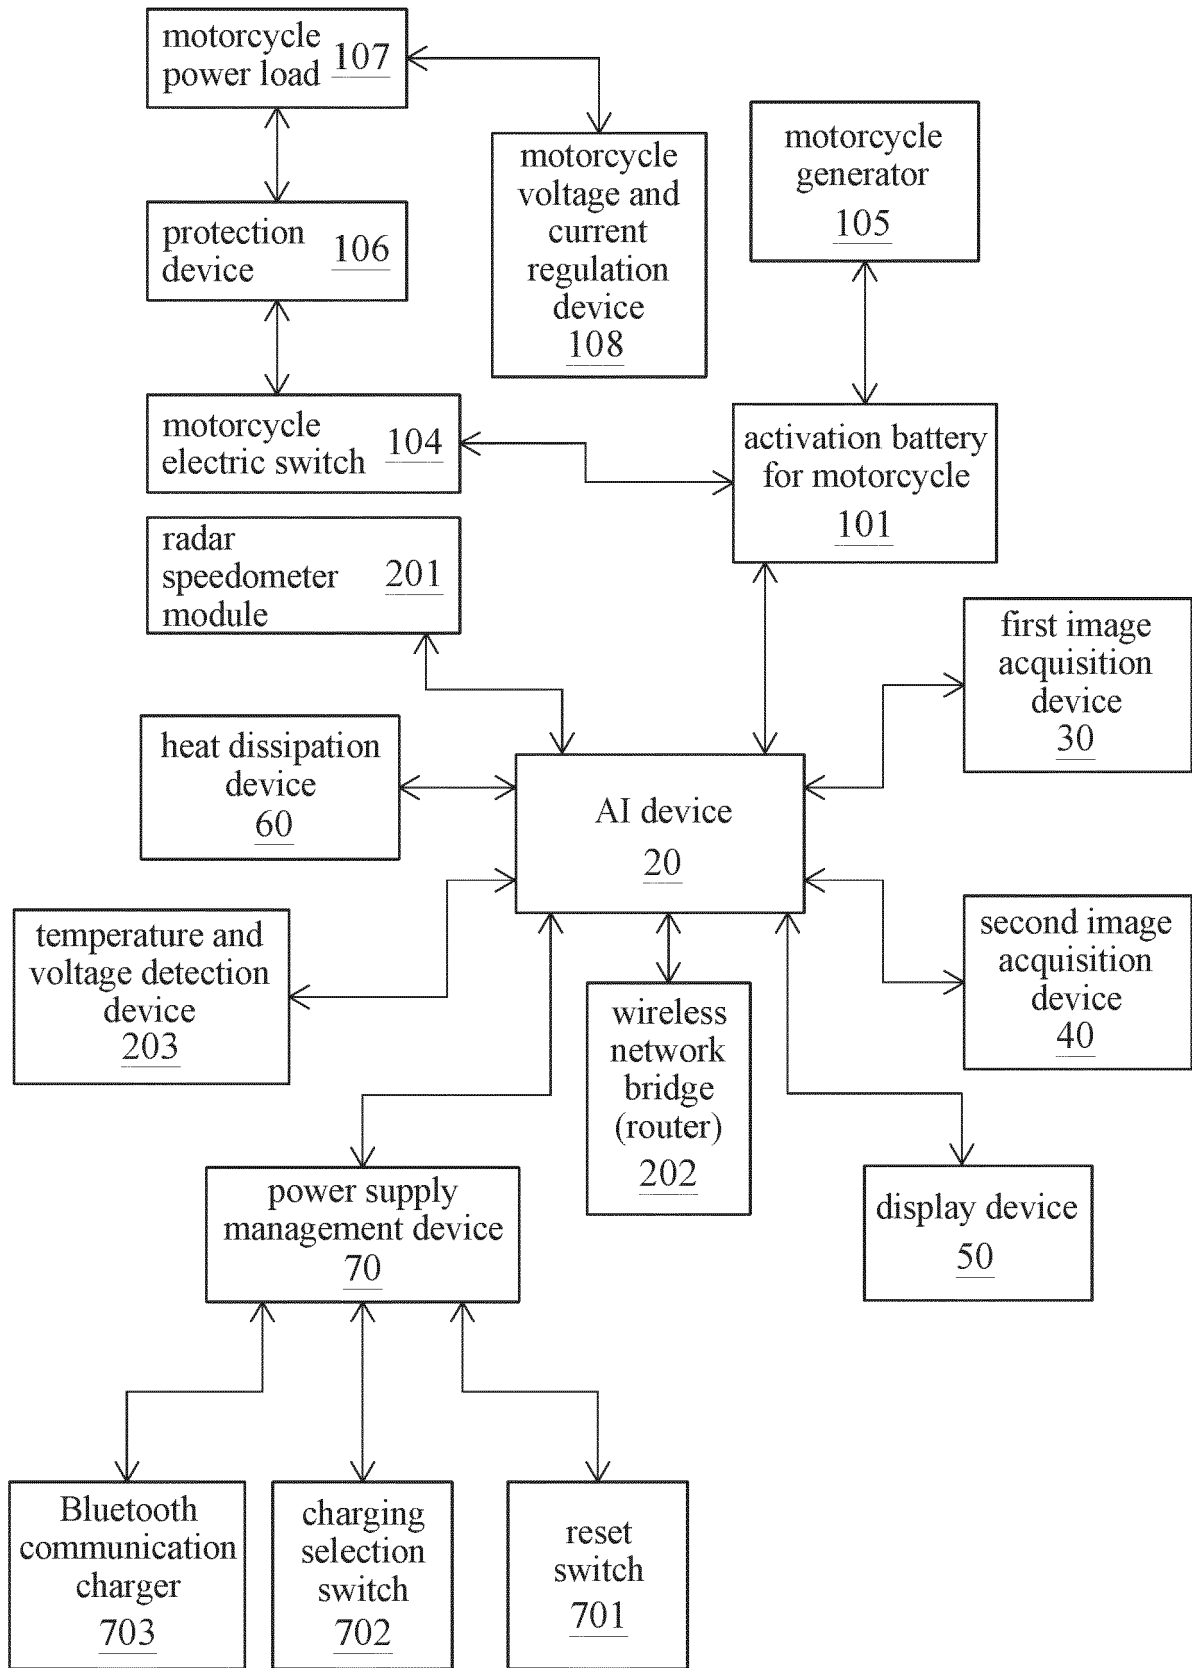 motorcycle
power load
107
motorcycle
voltage and
current
regulation
device
108
motorcycle
generator
105
protection
device
106
motorcycle
electric switch
104
activation battery
for motorcycle
101
radar
speedometer
module
201
first image
acquisition
device
30
heat dissipation
device
60
AI device
20
temperature and
voltage detection
device
203
second image
acquisition
device
40
wireless
network
bridge
(router)
202
power supply
management device
70
display device
50
Bluetooth
communication
charger
703
charging
selection
switch
702
reset
switch
701